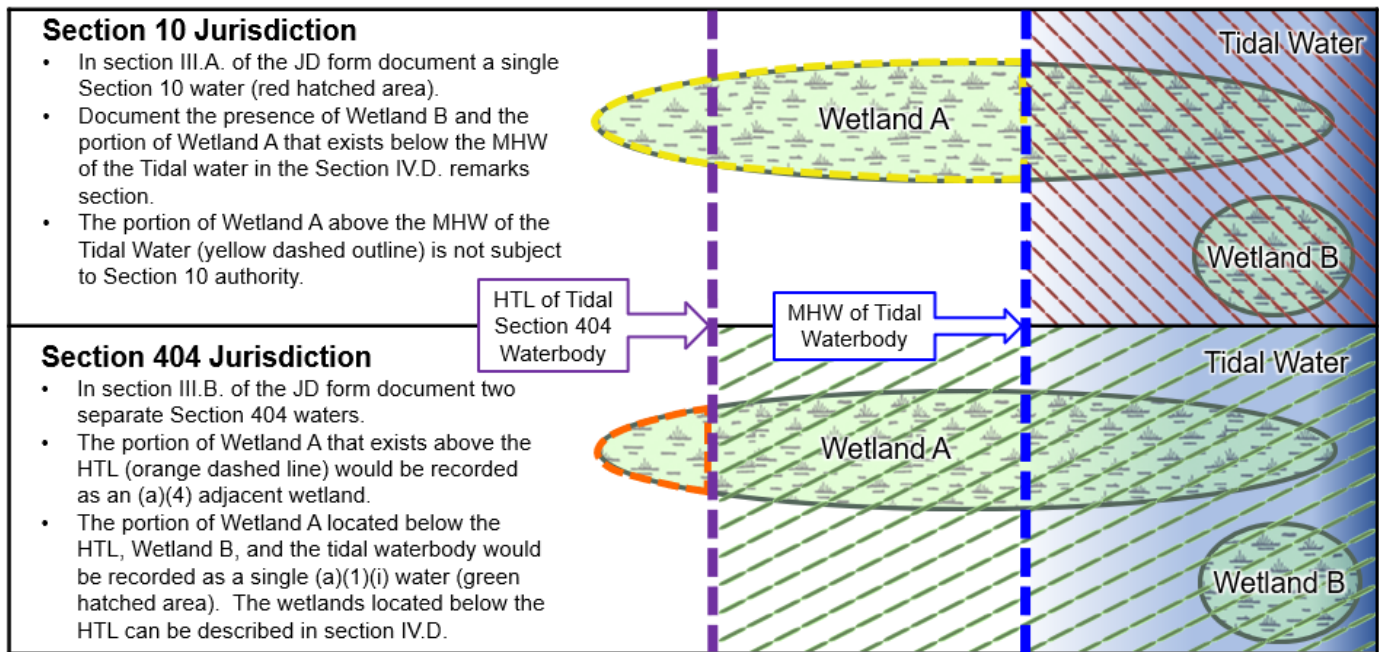 Section 10 Jurisdiction
• In section III.A. of the JD form document a single
Section 10 water (red hatched area).
• Document the presence of Wetland B and the
portion of Wetland A that exists below the MHW
of the Tidal water in the Section IV.D. remarks
section.
• The portion of Wetland A above the MHW of the
Tidal Water (yellow dashed outline) is not subject
to Section 10 authority.
Tidal Water
Wetland A
Wetland B
HTL of Tidal
Section 404
Waterbody
MHW of Tidal
Waterbody
Section 404 Jurisdiction
• In section III.B. of the JD form document two
separate Section 404 waters.
• The portion of Wetland A that exists above the
HTL (orange dashed line) would be recorded
as an (a)(4) adjacent wetland.
• The portion of Wetland A located below the
HTL, Wetland B, and the tidal waterbody would
be recorded as a single (a)(1)(i) water (green
hatched area).  The wetlands located below the
HTL can be described in section IV.D.
Tidal Water
Wetland A
Wetland B